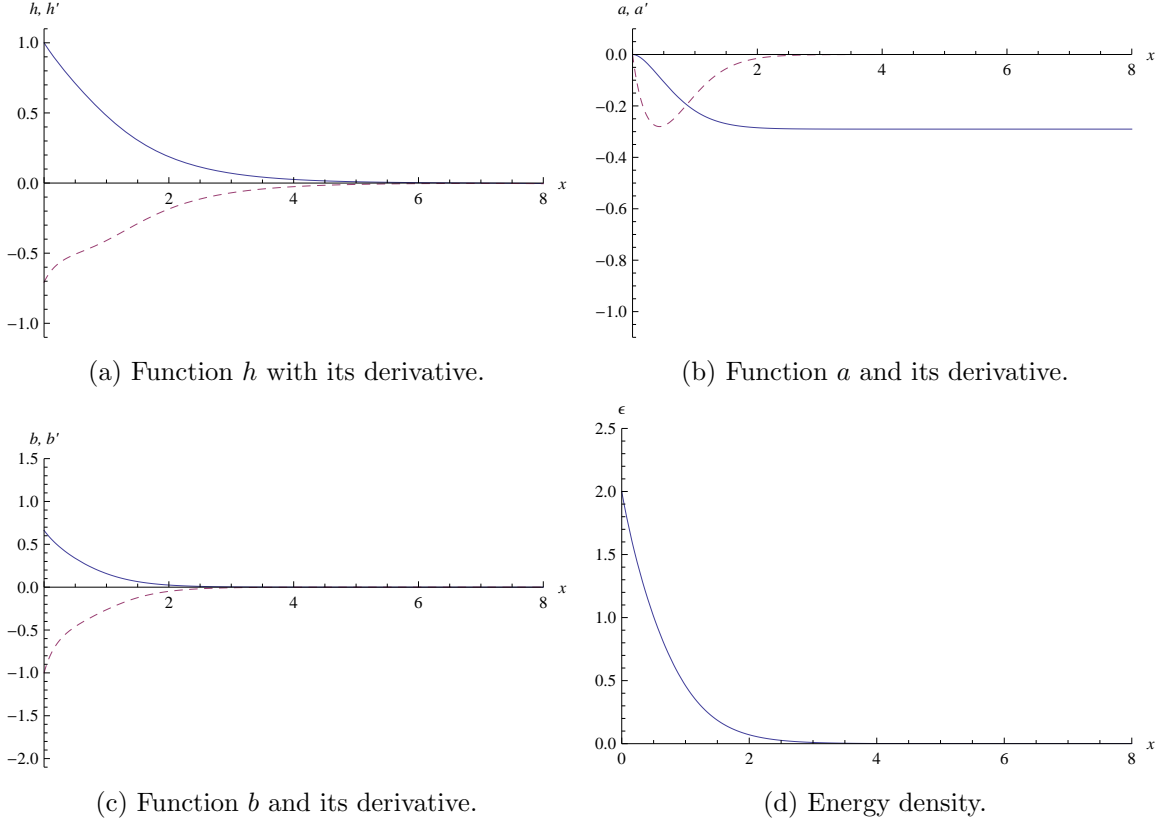 h, h'
1.0
0.5
0.0
−0.5
−1.0
2 4 6 8 x
(a) Function h with its derivative.
a, a'
0.0
−0.2
−0.4
−0.6
−0.8
−1.0
2 4 6 8 x
(b) Function a and its derivative.
b, b'
1.5
1.0
0.5
0.0
−0.5
−1.0
−1.5
−2.0
2 4 6 8 x
(c) Function b and its derivative.
ϵ
2.5
2.0
1.5
1.0
0.5
0.0
0 2 4 6 8 x
(d) Energy density.